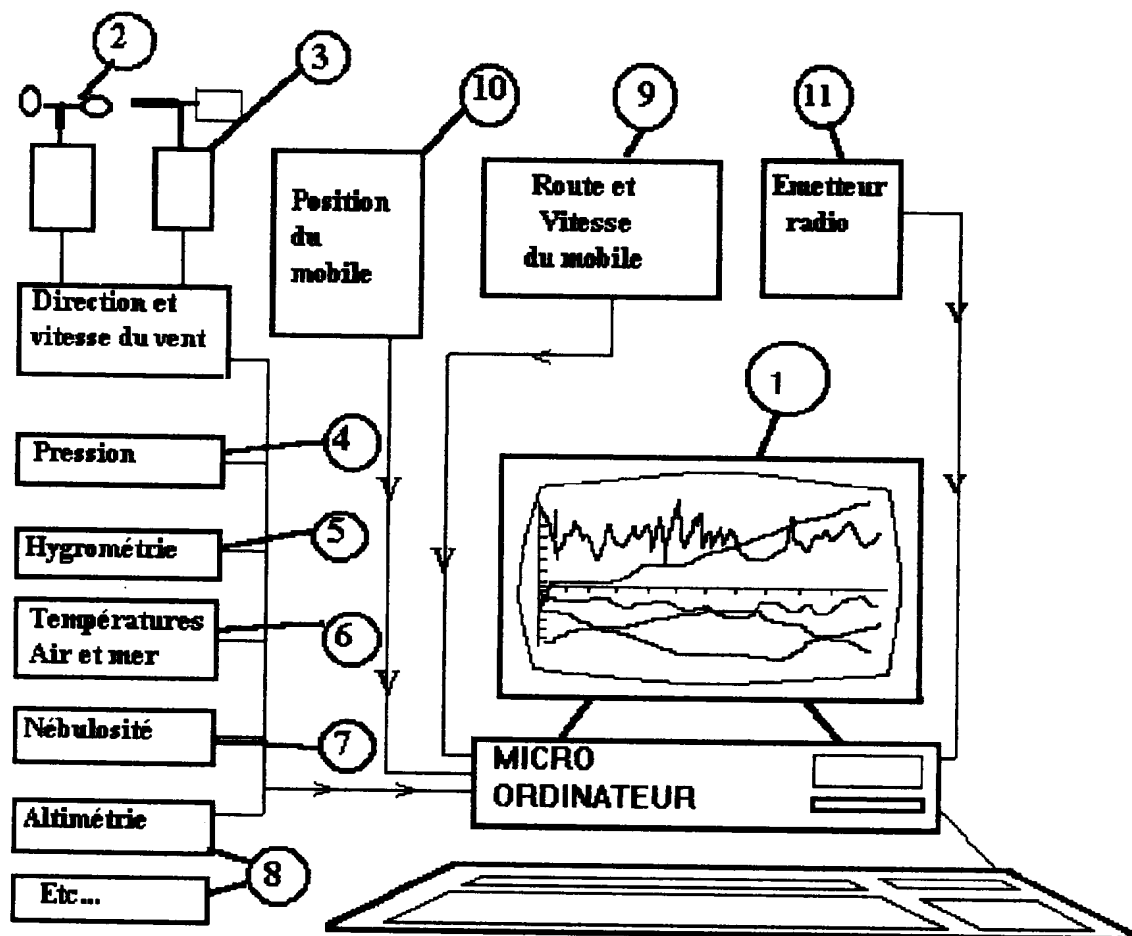 2
3
10
9
11
Position
du
mobile
Route et
Vitesse
du mobile
Emetteur
radio
Direction et
vitesse du vent
1
Pression
4
Hygrométrie
5
Températures
Air et mer
6
Nébulosité
7
MICRO
ORDINATEUR
Altimétrie
8
Etc...